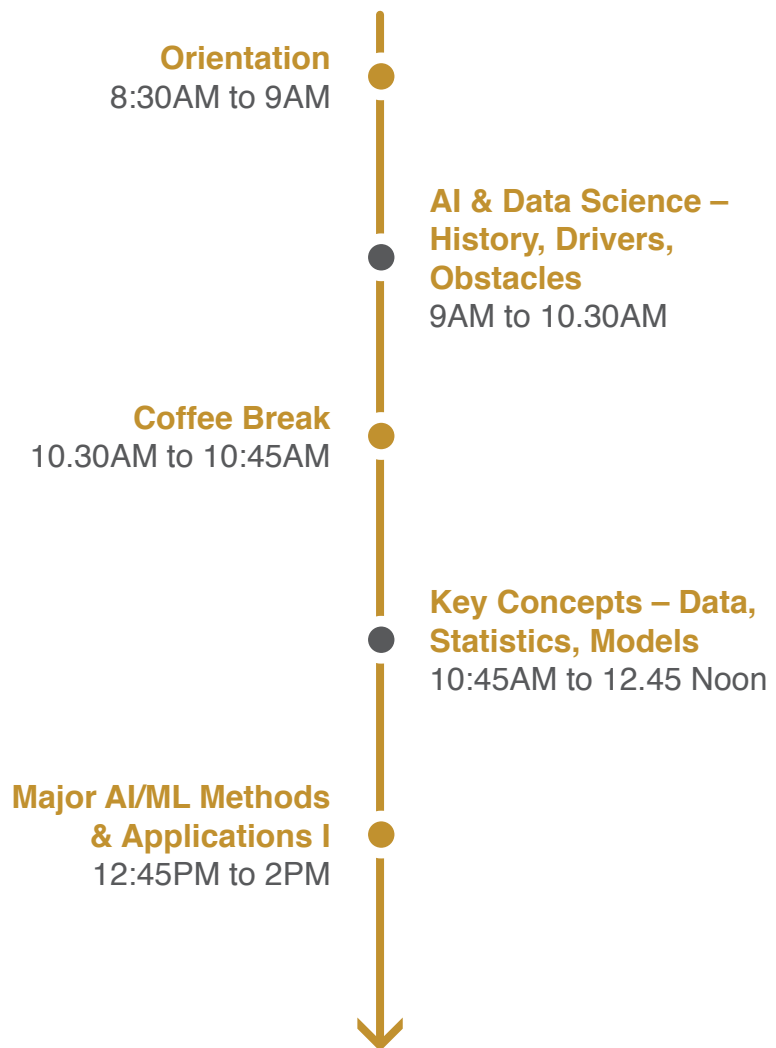 Orientation
8:30AM to 9AM
AI & Data Science –
History, Drivers,
Obstacles
9AM to 10.30AM
Coffee Break
10.30AM to 10:45AM
Key Concepts – Data,
Statistics, Models
10:45AM to 12.45 Noon
Major AI/ML Methods
& Applications I
12:45PM to 2PM